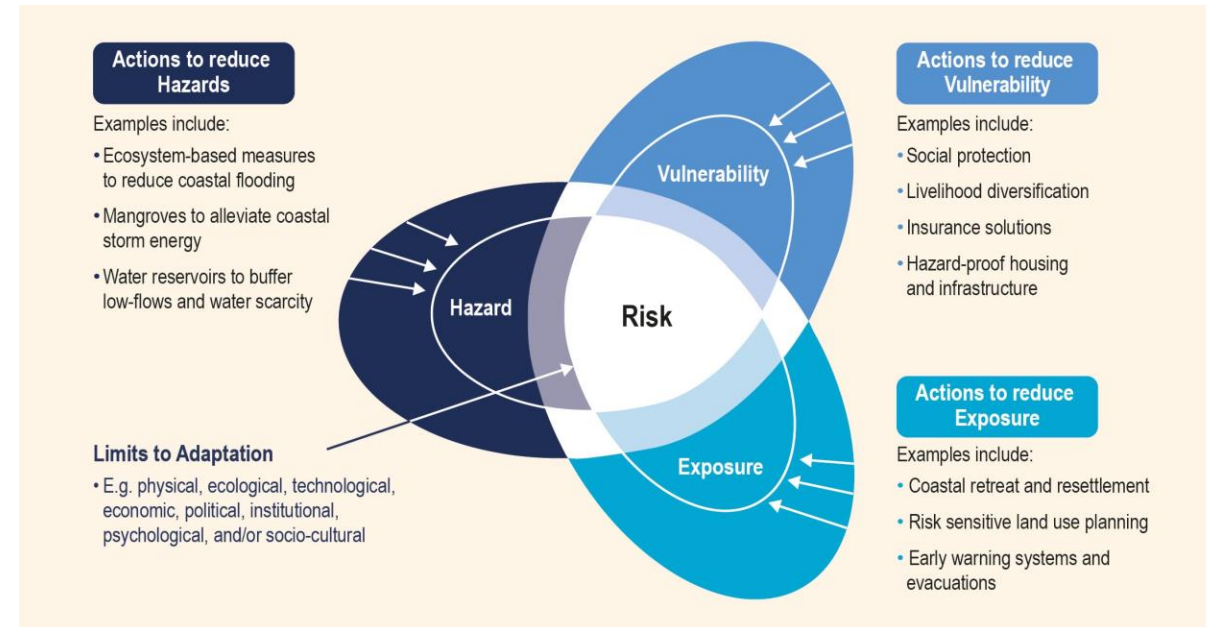 Actions to reduce
Hazards
Examples include:
• Ecosystem-based measures
to reduce coastal flooding
• Mangroves to alleviate coastal
storm energy
• Water reservoirs to buffer
low-flows and water scarcity
Limits to Adaptation
• E.g. physical, ecological, technological,
economic, political, institutional,
psychological, and/or socio-cultural
Vulnerability
Hazard
Risk
Exposure
Actions to reduce
Vulnerability
Examples include:
• Social protection
• Livelihood diversification
• Insurance solutions
• Hazard-proof housing
and infrastructure
Actions to reduce
Exposure
Examples include:
• Coastal retreat and resettlement
• Risk sensitive land use planning
• Early warning systems and
evacuations